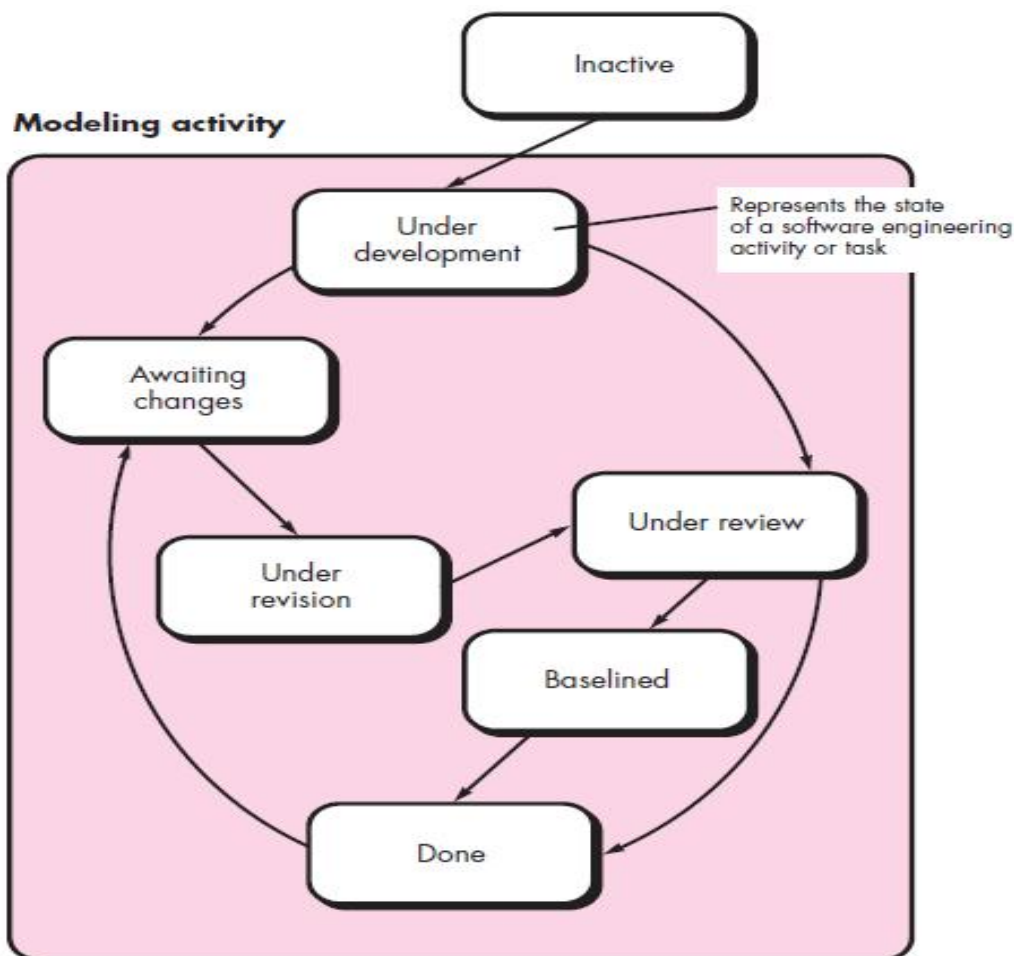 Inactive
Modeling activity
Under
development
Represents the state
of a software engineering
activity or task
Awaiting
changes
Under review
Under
revision
Baselined
Done